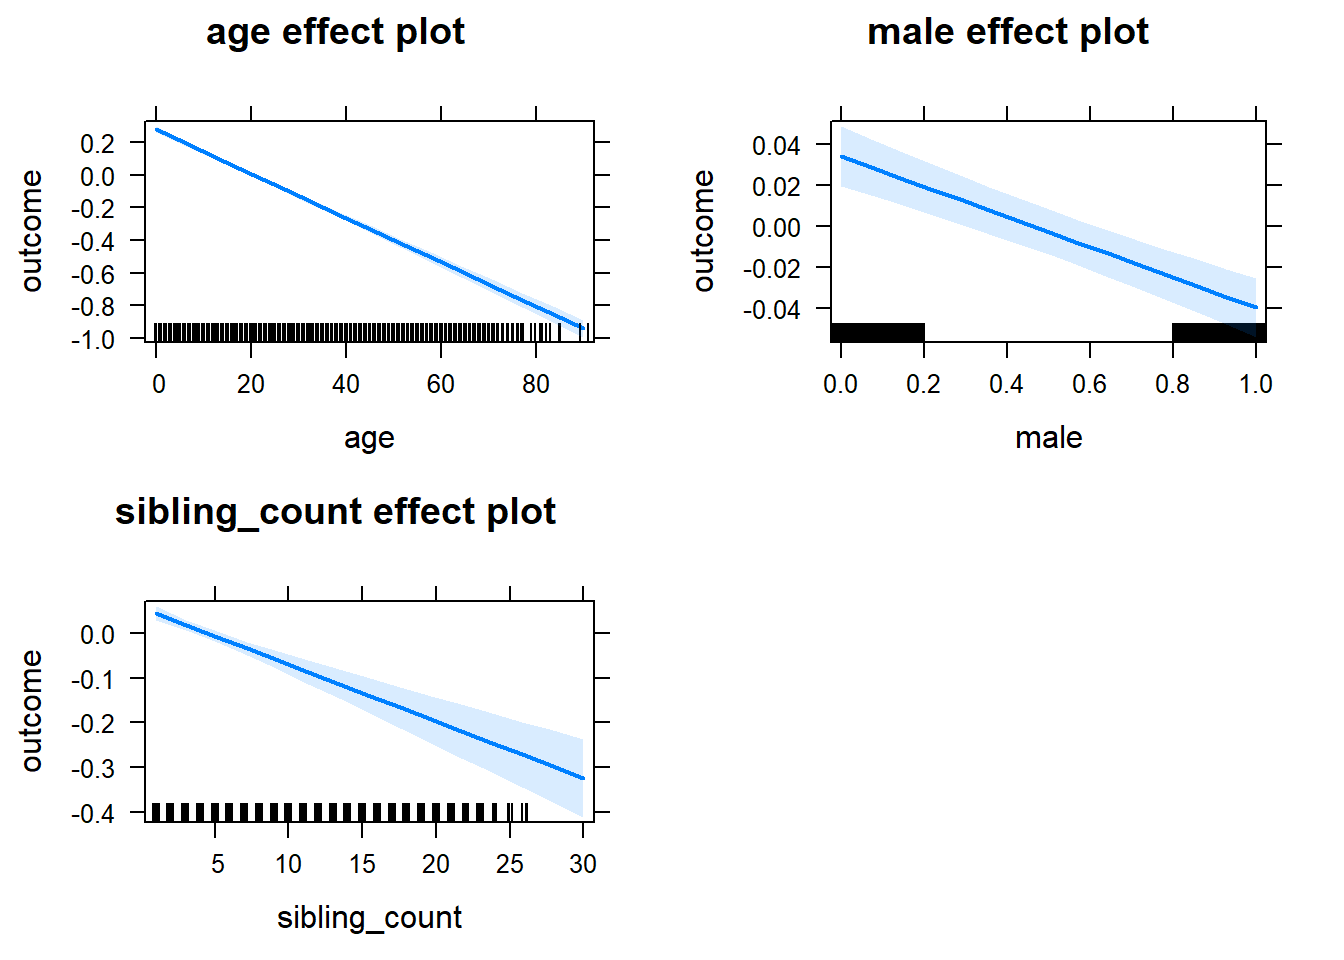 age effect plot
outcome
0.2
0.0
-0.2
-0.4
-0.6
-0.8
-1.0
0 20 40 60 80
age
male effect plot
outcome
0.04
0.02
0.00
-0.02
-0.04
0.0 0.2 0.4 0.6 0.8 1.0
male
sibling_count effect plot
outcome
0.0
-0.1
-0.2
-0.3
-0.4
5 10 15 20 25 30
sibling_count